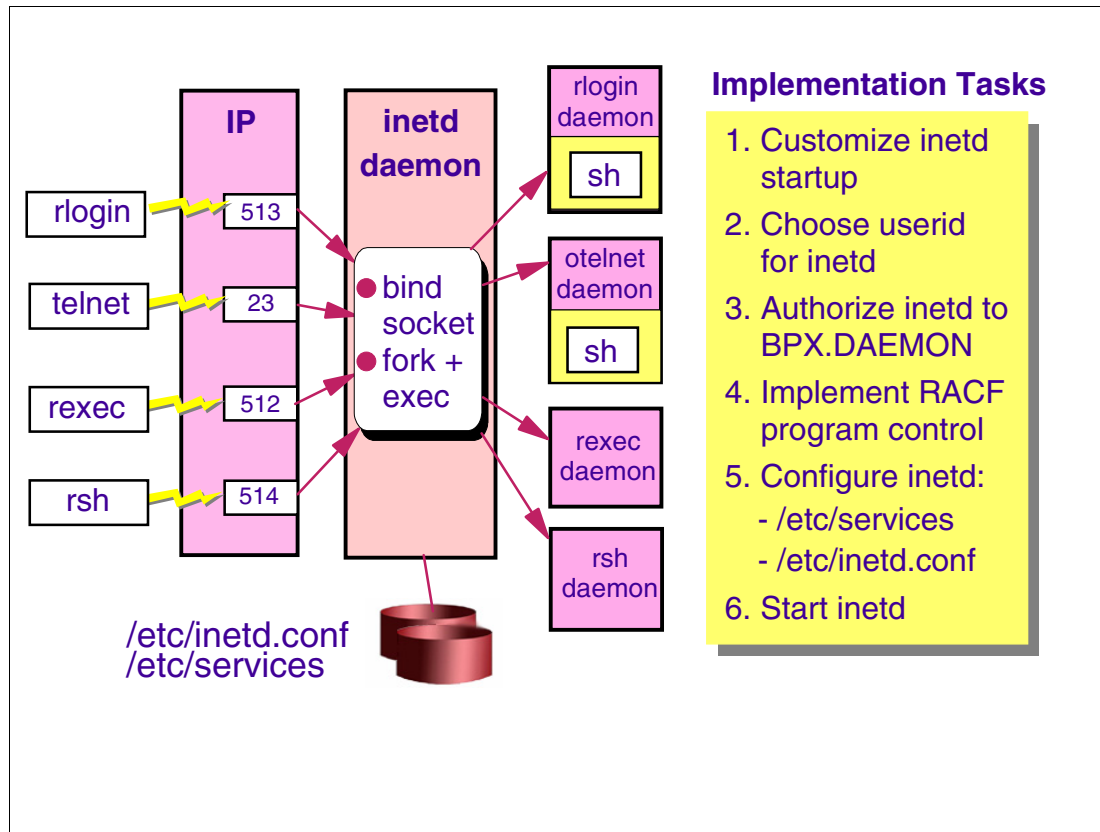 IP
rlogin
513
telnet
23
rexec
512
rsh
514
inetd
daemon
bind
socket
fork +
exec
/etc/inetd.conf
/etc/services
rlogin
daemon
sh
otelnet
daemon
sh
rexec
daemon
rsh
daemon
Implementation Tasks
1. Customize inetd
startup
2. Choose userid
for inetd
3. Authorize inetd to
BPX.DAEMON
4. Implement RACF
program control
5. Configure inetd:
- /etc/services
- /etc/inetd.conf
6. Start inetd